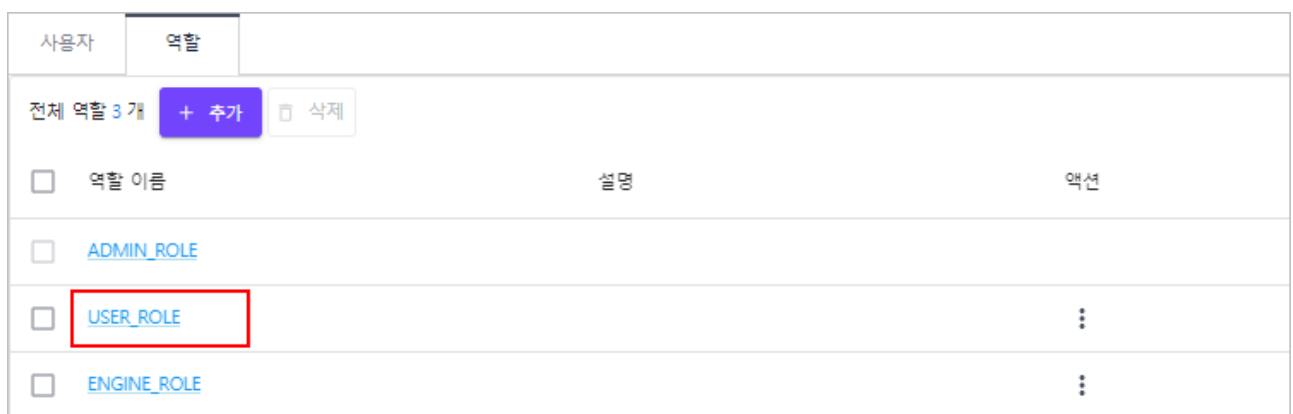 사용자 역할
전체 역할 3 개 + 추가 삭제
역할 이름 설명 액션
ADMIN_ROLE
USER_ROLE
ENGINE_ROLE